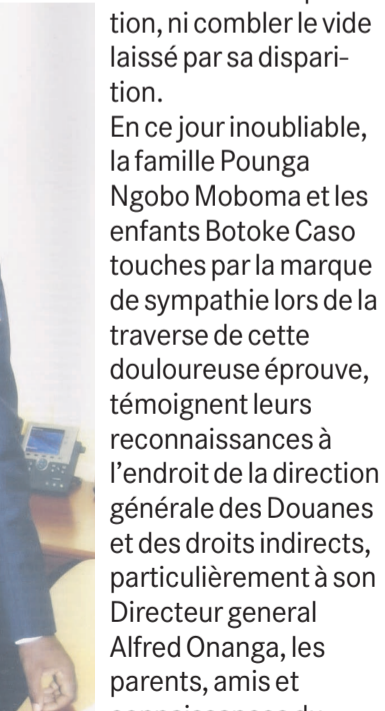 tion, ni combler le vide
laissé par sa dispari-
tion.
En ce jour inoubliable,
la famille Pounga
Ngobo Moboma et les
enfants Botoke Caso
touches par la marque
de sympathie lors de la
traverse de cette
douloureuse éprouve,
témoignent leurs
reconnaissances à
l'endroit de la direction
générale des Douanes
et des droits indirects,
particulièrement à son
Directeur general
Alfred Onanga, les
parents, amis et